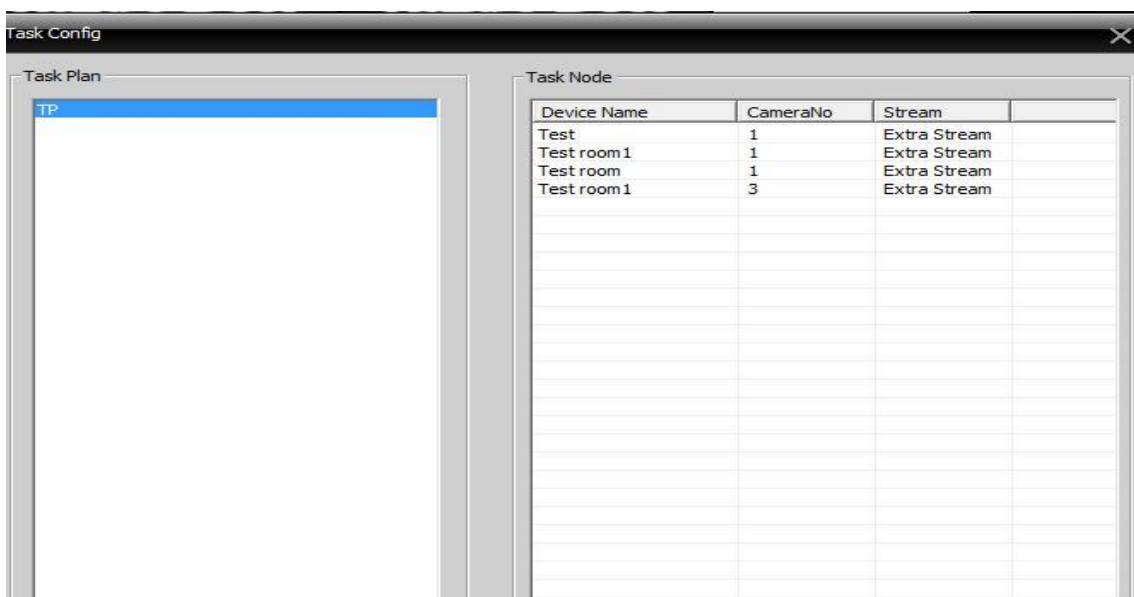 Task Config
Task Plan
TP
Task Node
Device Name CameraNo Stream
Test 1 Extra Stream
Test room1 1 Extra Stream
Test room 1 Extra Stream
Test room1 3 Extra Stream